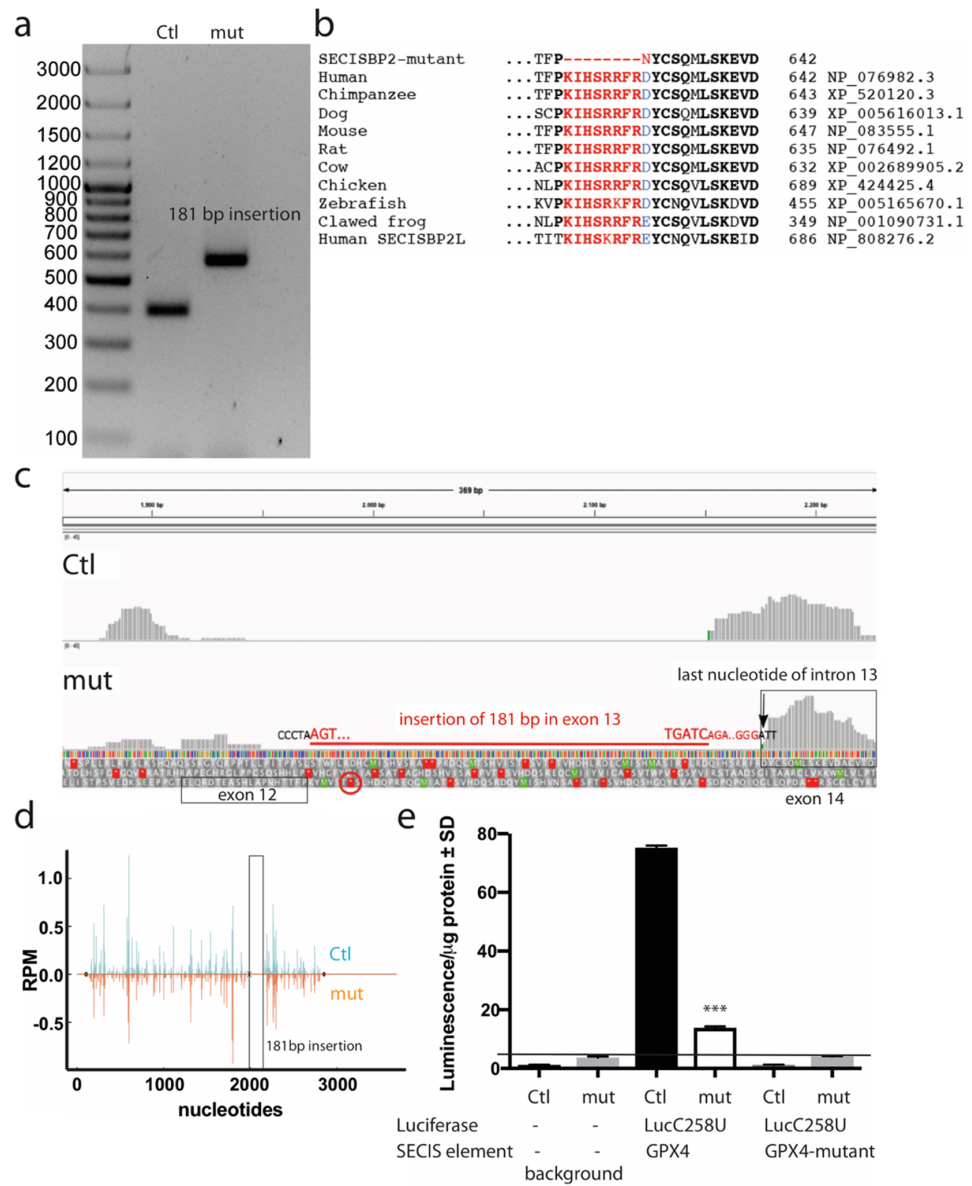 a
Ctl mut
3000
2000
1500
1200
1000
900
800
700
600
500
400
300
200
100
181 bp insertion
b
SECISBP2-mutant ...TFP---------NYCSQMLSKEVD 642
Human ...TFPKIHSRRFRDYCSQMLSKEVD 642 NP_076982.3
Chimpanzee ...TFPKIHSRRFRDYCSQMLSKEVD 643 XP_520120.3
Dog ...SCPKIHSRRFRDYCSQMLSKEVD 639 XP_005616013.1
Mouse ...TFPKIHSRRFRDYCSQMLSKEVD 647 NP_083555.1
Rat ...TFPKIHSRRFRDYCSQMLSKEVD 635 NP_076492.1
Cow ...ACPKIHSRRFRDYCSQMLSKEVD 632 XP_002689905.2
Chicken ...NLPKIHSRRFRDYCSQVLSKEVD 689 XP_424425.4
Zebrafish ...KVPKIHSRKFRDYCSQVLSKDVD 455 XP_005165670.1
Clawed frog ...NLPKIHSRRFREYCNQVLSKDVD 349 NP_001090731.1
Human SECISBP2L ...TITKIHSKRFREYCNQVLSKEID 686 NP_808276.2
c
369 bp
1.900 bp 2.000 bp 2.100 bp 2.200 bp
Ctl
mut
last nucleotide of intron 13
insertion of 181 bp in exon 13
CCCTAAGT... TGATCAGA..GGGATT
exon 12
exon 14
d
RPM
1.0
0.5
0.0
-0.5
Ctl
mut
181bp insertion
0 1000 2000 3000
nucleotides
e
Luminescence/µg protein ± SD
80
60
40
20
0
***
Ctl mut Ctl mut Ctl mut
Luciferase - - LucC258U LucC258U
SECIS element - - GPX4 GPX4-mutant
background